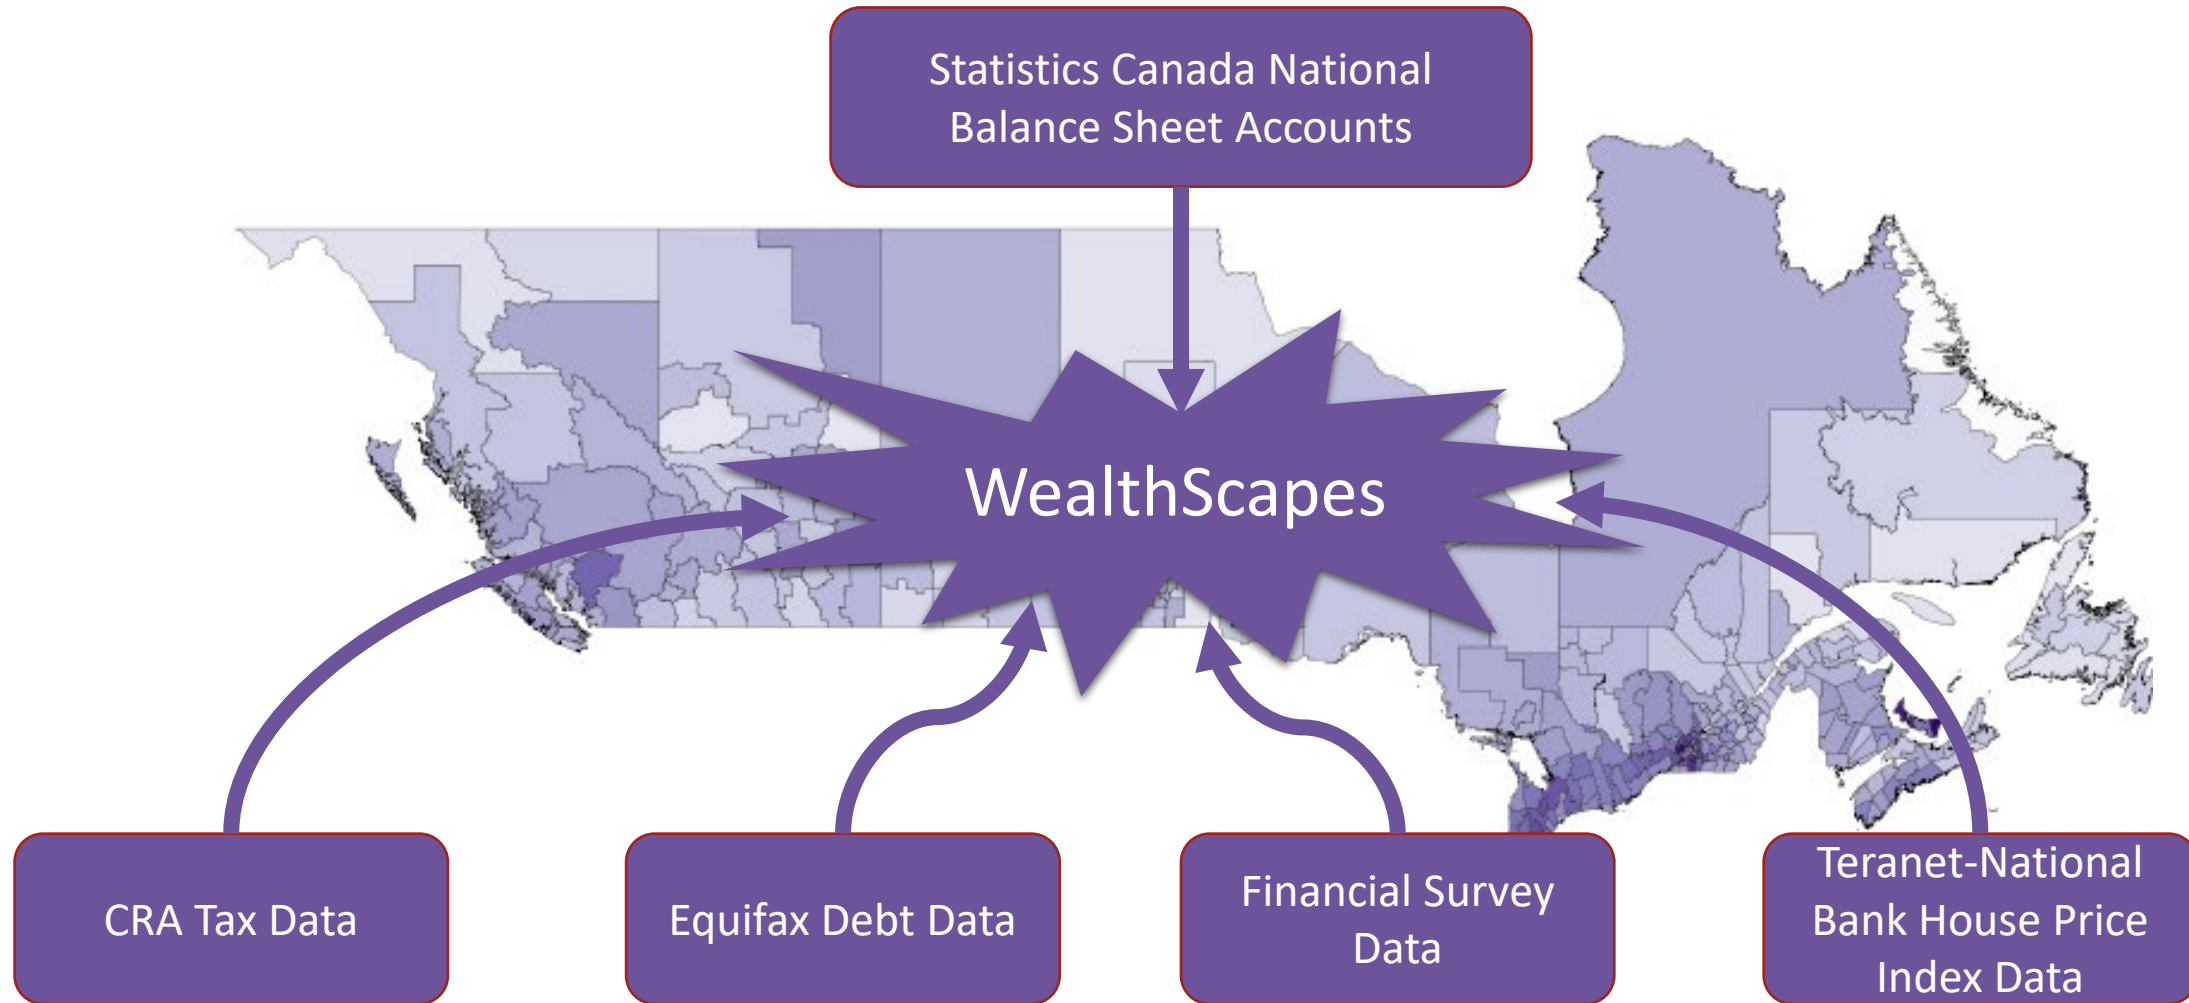 Statistics Canada National
Balance Sheet Accounts
WealthScapes
CRA Tax Data
Equifax Debt Data
Financial Survey
Data
Teranet-National
Bank House Price
Index Data